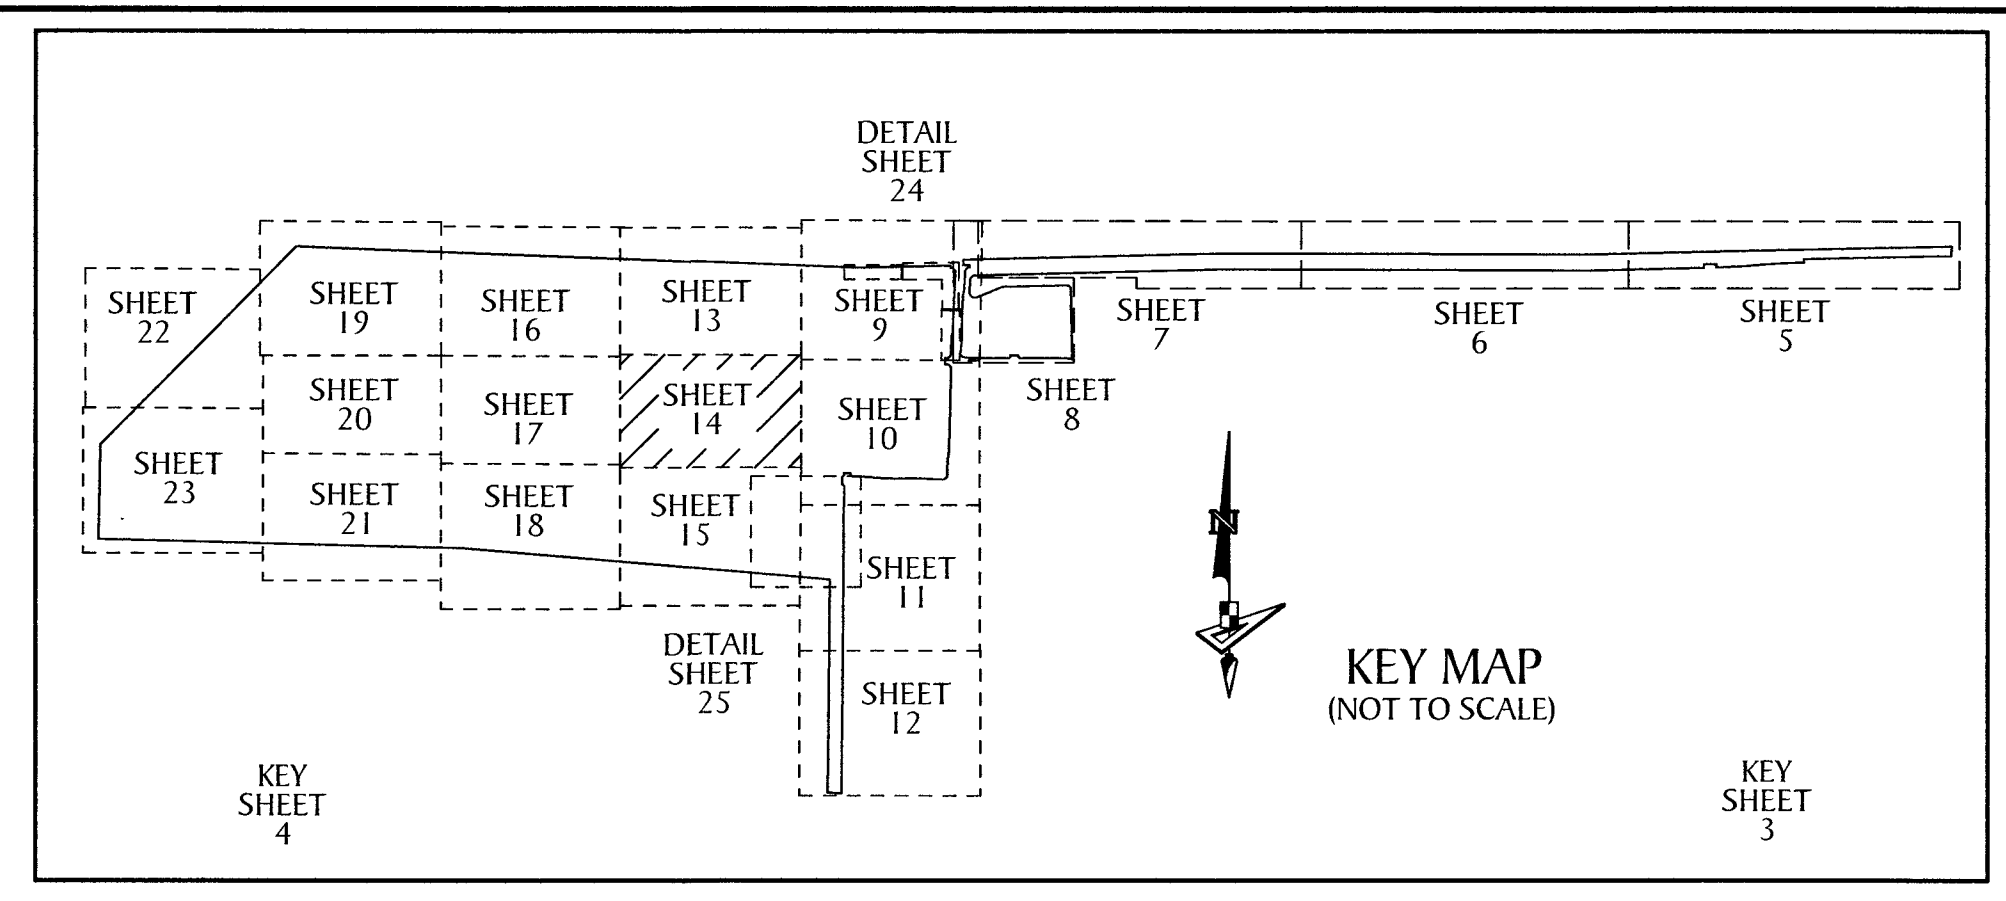 DETAIL
SHEET
24
SHEET
22
SHEET
19
SHEET
16
SHEET
13
SHEET
9
SHEET
7
SHEET
6
SHEET
5
SHEET
20
SHEET
17
SHEET
14
SHEET
10
SHEET
8
SHEET
23
SHEET
21
SHEET
18
SHEET
15
SHEET
11
N
DETAIL
SHEET
25
SHEET
12
KEY MAP
(NOT TO SCALE)
KEY
SHEET
4
KEY
SHEET
3